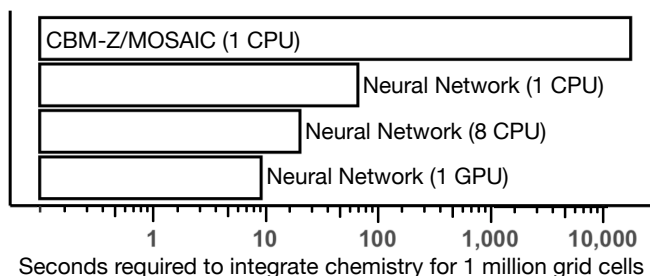 CBM-Z/MOSAIC (1 CPU)
Neural Network (1 CPU)
Neural Network (8 CPU)
Neural Network (1 GPU)
1 10 100 1,000 10,000
Seconds required to integrate chemistry for 1 million grid cells